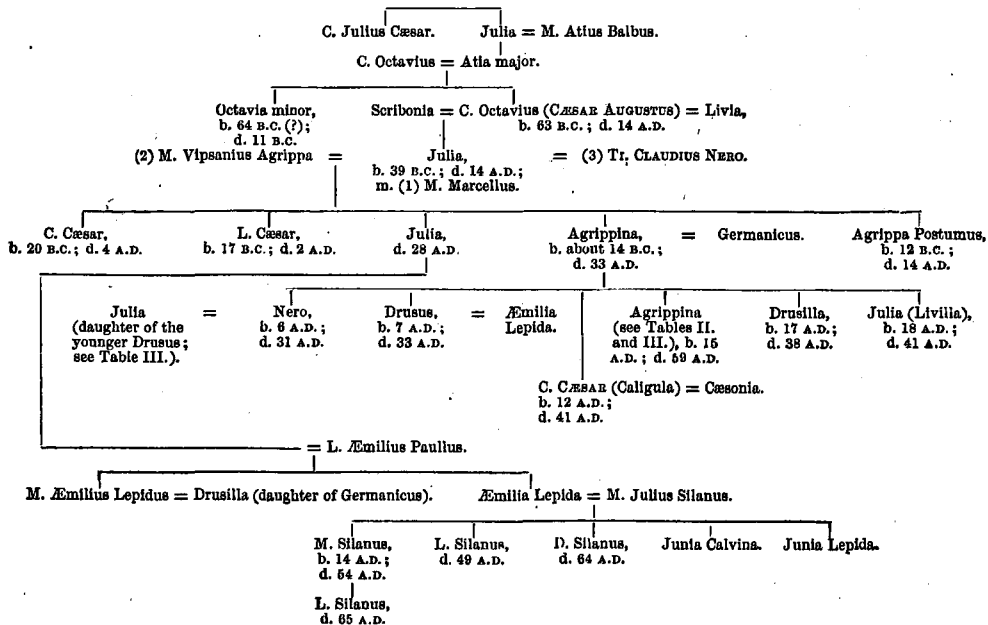 C. Julius Cæsar. Julia = M. Atius Balbus.
C. Octavius = Atia major.
Octavia minor, b. 64 B.C. (?); d. 11 B.C.
Scribonia = C. Octavius (CÆSAR AUGUSTUS) = Livia,
b. 63 B.C.; d. 14 A.D.
(2) M. Vipsanius Agrippa = Julia, = (3) TI. CLAUDIUS NERO.
b. 39 B.C.; d. 14 A.D.;
m. (1) M. Marcellus.
C. Cæsar,
b. 20 B.C.; d. 4 A.D.
L. Cæsar,
b. 17 B.C.; d. 2 A.D.
Julia,
d. 28 A.D.
Agrippina, = Germanicus.
b. about 14 B.C.;
d. 33 A.D.
Agrippa Postumus,
b. 12 B.C.;
d. 14 A.D.
Julia =
(daughter of the
younger Drusus;
see Table III.).
Nero,
b. 6 A.D.;
d. 31 A.D.
Drusus, =
b. 7 A.D.;
d. 33 A.D.
Æmilia
Lepida.
Agrippina
(see Tables II.
and III.), b. 15
A.D.; d. 59 A.D.
Drusilla,
b. 17 A.D.;
d. 38 A.D.
Julia (Livilla),
b. 18 A.D.;
d. 41 A.D.
C. CÆSAR (Caligula) = Cæsonia.
b. 12 A.D.;
d. 41 A.D.
= L. Æmilius Paullus.
M. Æmilius Lepidus = Drusilla (daughter of Germanicus).
Æmilia Lepida = M. Julius Silanus.
M. Silanus,
b. 14 A.D.;
d. 54 A.D.
L. Silanus,
d. 49 A.D.
D. Silanus,
d. 64 A.D.
Junia Calvina.
Junia Lepida.
L. Silanus,
d. 65 A.D.